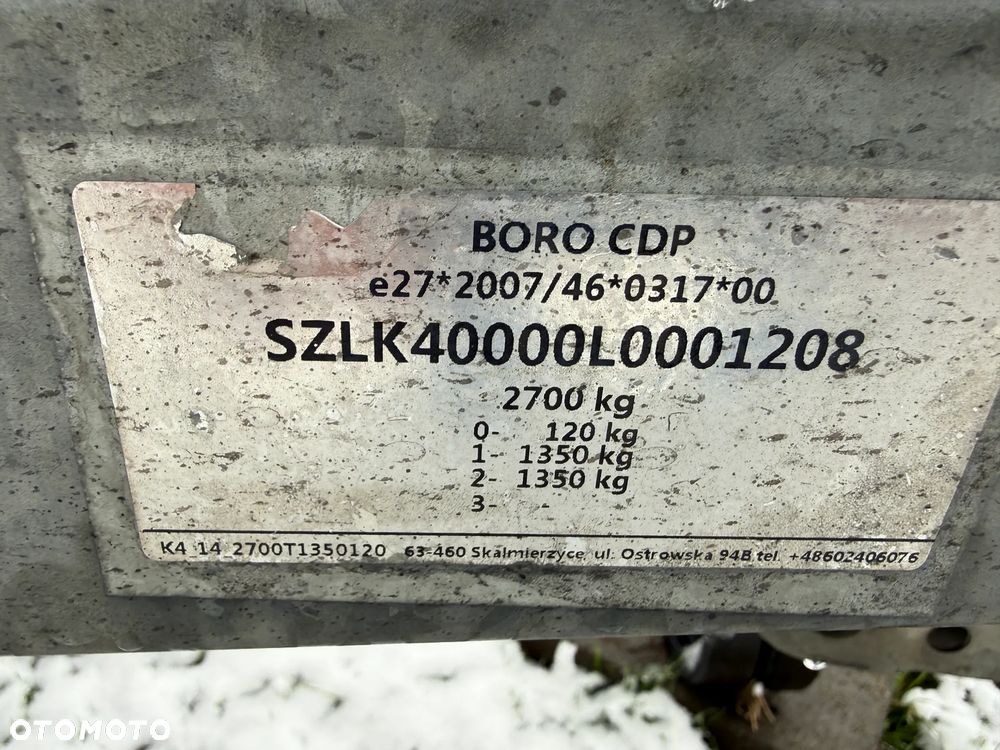 BORO CDP
e27*2007/46*0317*00
SZLK40000L0001208
2700 kg
0- 120 kg
1- 1350 kg
2- 1350 kg
3- -
K4 14 2700T1350120 63-460 Skalmierzyce, ul. Ostrowska 94B tel. +48602406076
OTOMOTO